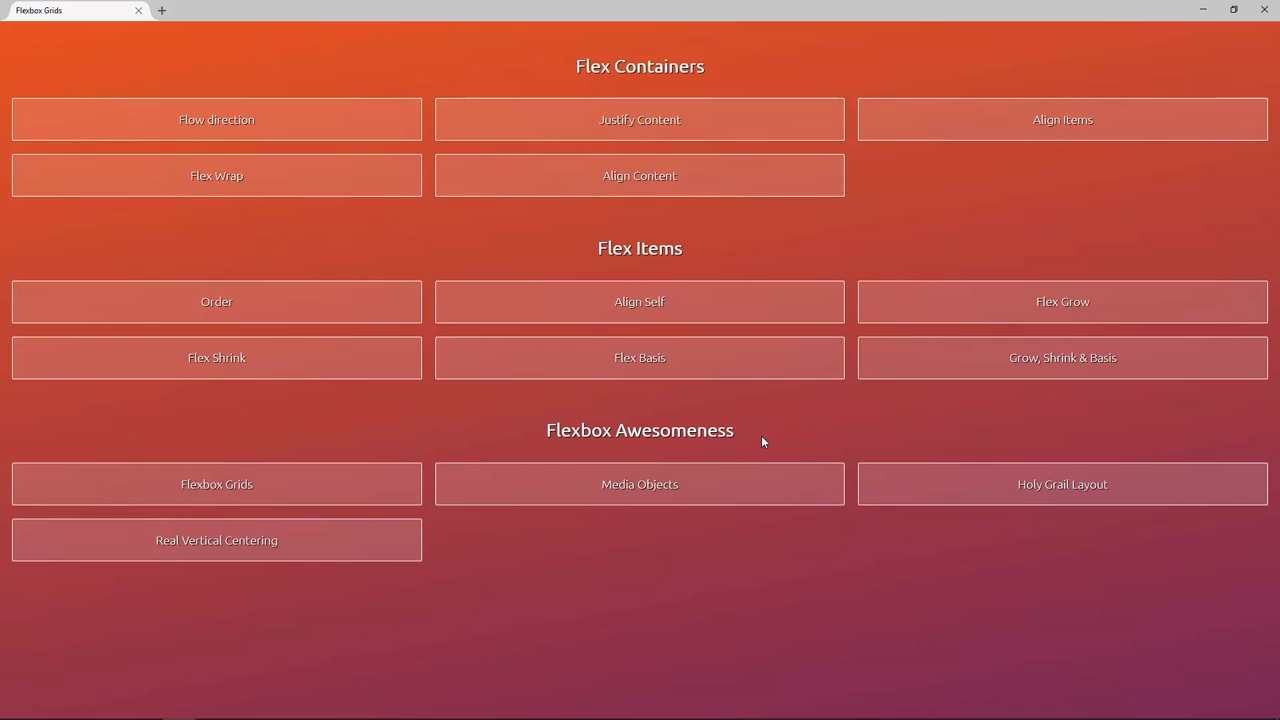 Flexbox Grids
Flex Containers
Flow direction
Justify Content
Align Items
Flex Wrap
Align Content
Flex Items
Order
Align Self
Flex Grow
Flex Shrink
Flex Basis
Grow, Shrink & Basis
Flexbox Awesomeness
Flexbox Grids
Media Objects
Holy Grail Layout
Real Vertical Centering